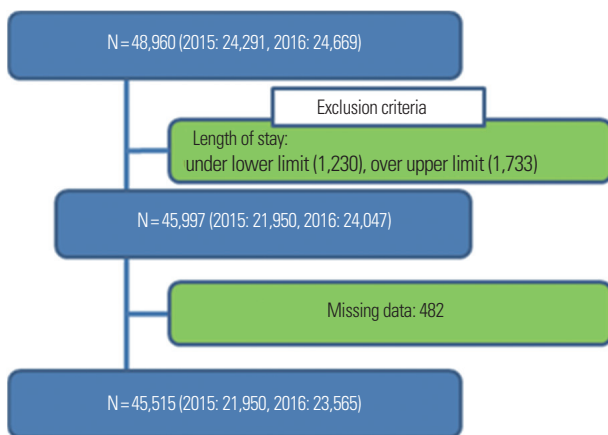 N = 48,960 (2015: 24,291, 2016: 24,669)
Exclusion criteria
Length of stay:
under lower limit (1,230), over upper limit (1,733)
N = 45,997 (2015: 21,950, 2016: 24,047)
Missing data: 482
N = 45,515 (2015: 21,950, 2016: 23,565)